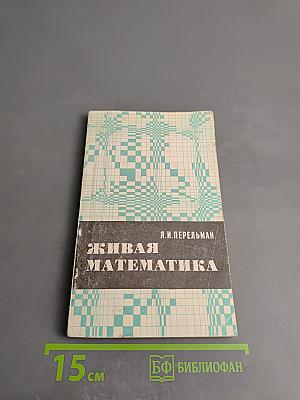 Я.И.ПЕРЕЛЬМАН
ЖИВАЯ
МАТЕМАТИКА
15 см
БФ БИБЛИОФАН